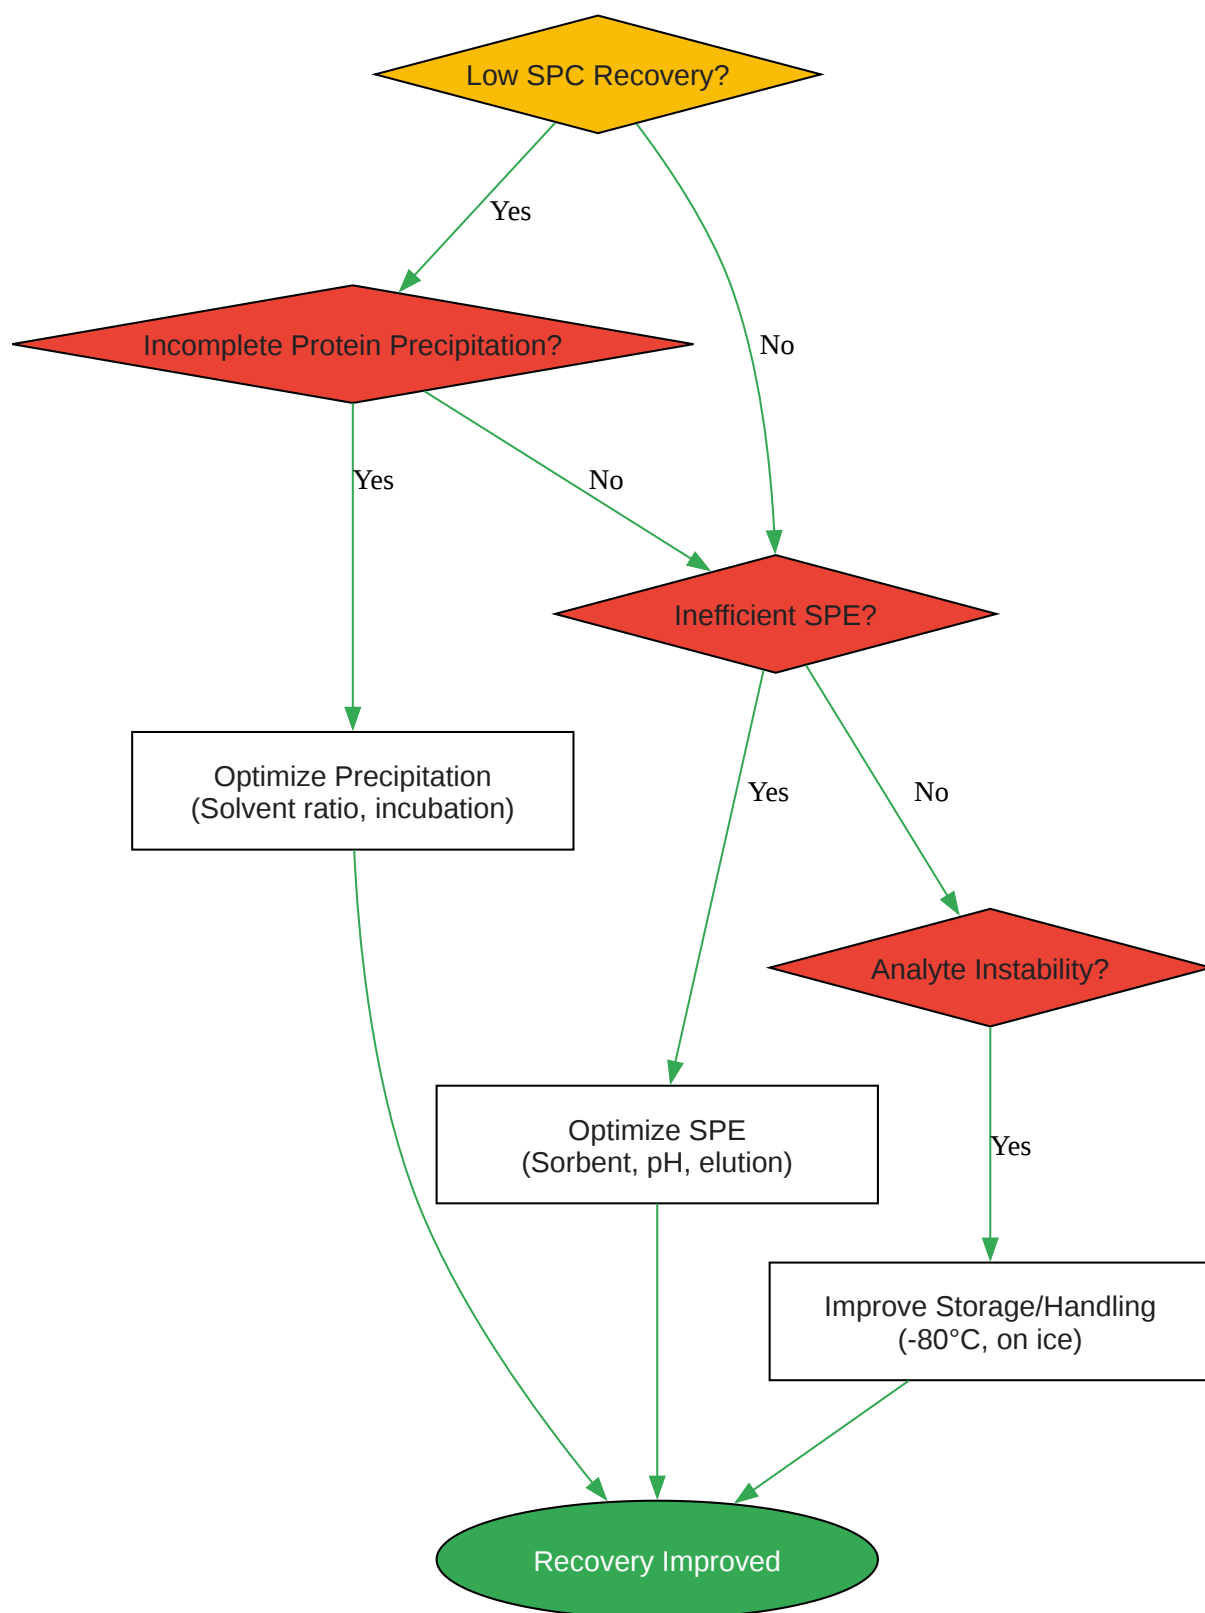 Low SPC Recovery?
Yes
No
Incomplete Protein Precipitation?
Yes
No
Inefficient SPE?
Optimize Precipitation
(Solvent ratio, incubation)
Yes
No
Analyte Instability?
Optimize SPE
(Sorbent, pH, elution)
Yes
Improve Storage/Handling
(-80°C, on ice)
Recovery Improved